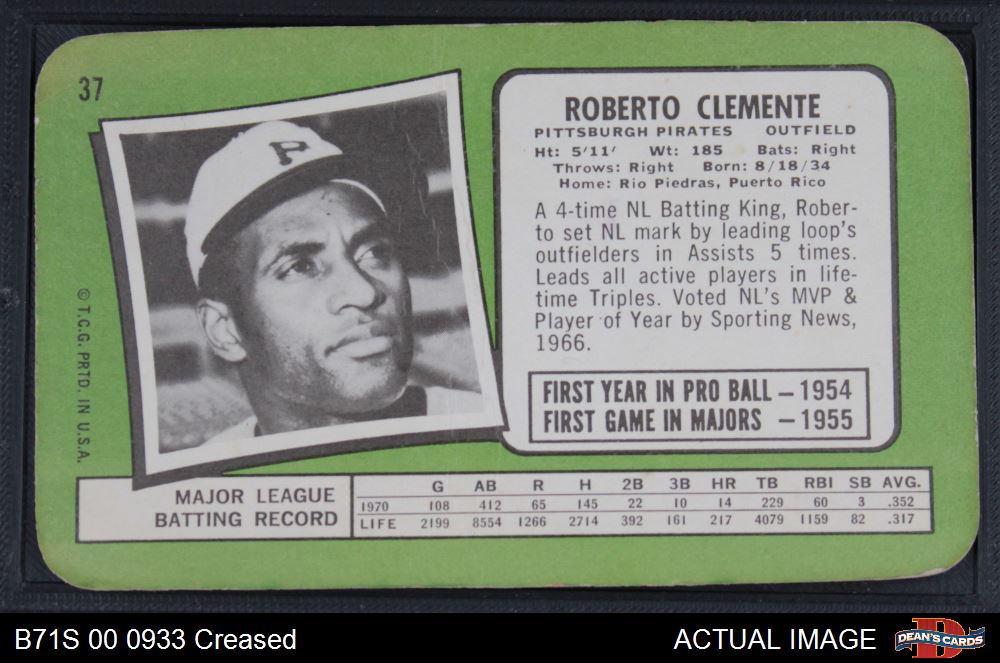 37
P
© T.C.G. PRTD. IN U.S.A.
ROBERTO CLEMENTE
PITTSBURGH PIRATES OUTFIELD
Ht: 5'11' Wt: 185 Bats: Right
Throws: Right Born: 8/18/34
Home: Rio Piedras, Puerto Rico
A 4-time NL Batting King, Rober-
to set NL mark by leading loop's
outfielders in Assists 5 times.
Leads all active players in life-
time Triples. Voted NL's MVP &
Player of Year by Sporting News,
1966.
FIRST YEAR IN PRO BALL – 1954
FIRST GAME IN MAJORS – 1955
MAJOR LEAGUE
BATTING RECORD
G AB R H 2B 3B HR TB RBI SB AVG.
1970 108 412 65 145 22 10 14 229 60 3 .352
LIFE 2199 8554 1266 2714 392 161 217 4079 1159 82 .317
B71S 00 0933 Creased
ACTUAL IMAGE
D
DEAN'S CARDS